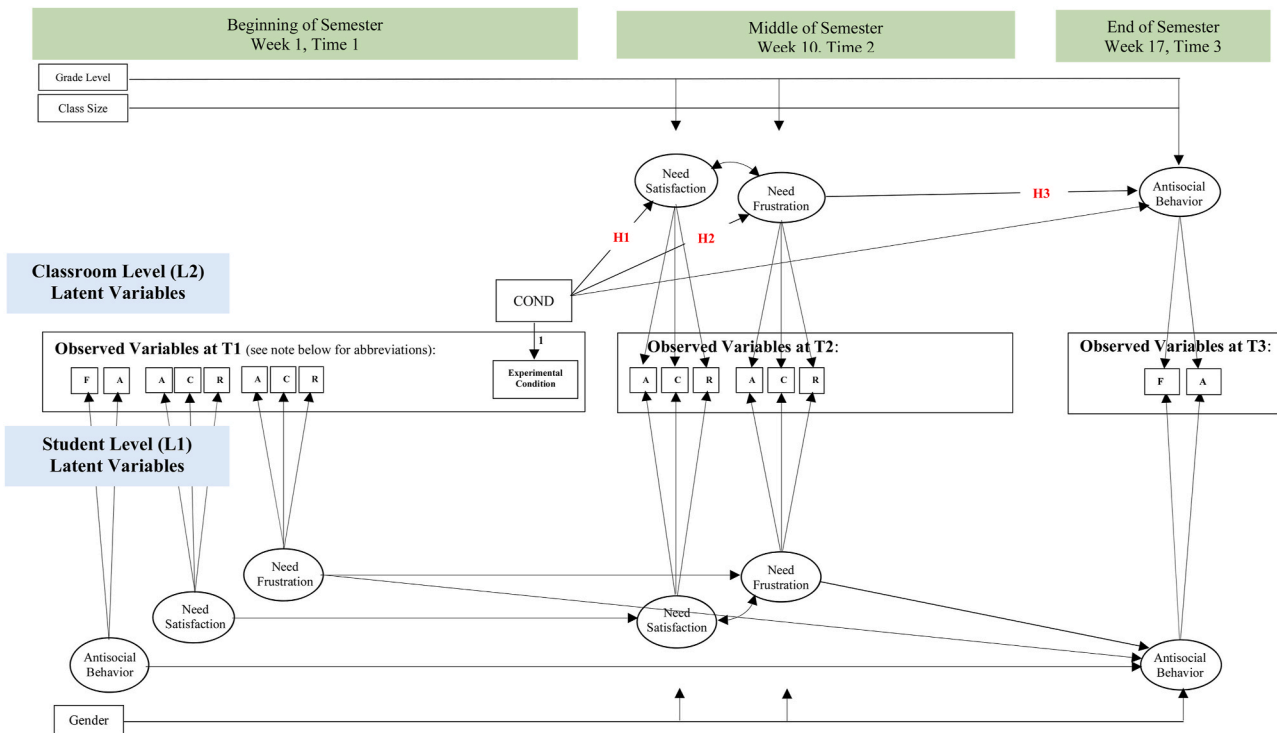 Beginning of Semester
Week 1, Time 1
Middle of Semester
Week 10, Time 2
End of Semester
Week 17, Time 3
Grade Level
Class Size
Need
Satisfaction
Need
Frustration
H3
Antisocial
Behavior
H1
H2
Classroom Level (L2)
Latent Variables
COND
1
Observed Variables at T1 (see note below for abbreviations):
F A A C R A C R
Experimental
Condition
Observed Variables at T2:
A C R A C R
Observed Variables at T3:
F A
Student Level (L1)
Latent Variables
Need
Frustration
Need
Frustration
Need
Satisfaction
Need
Satisfaction
Antisocial
Behavior
Antisocial
Behavior
Gender